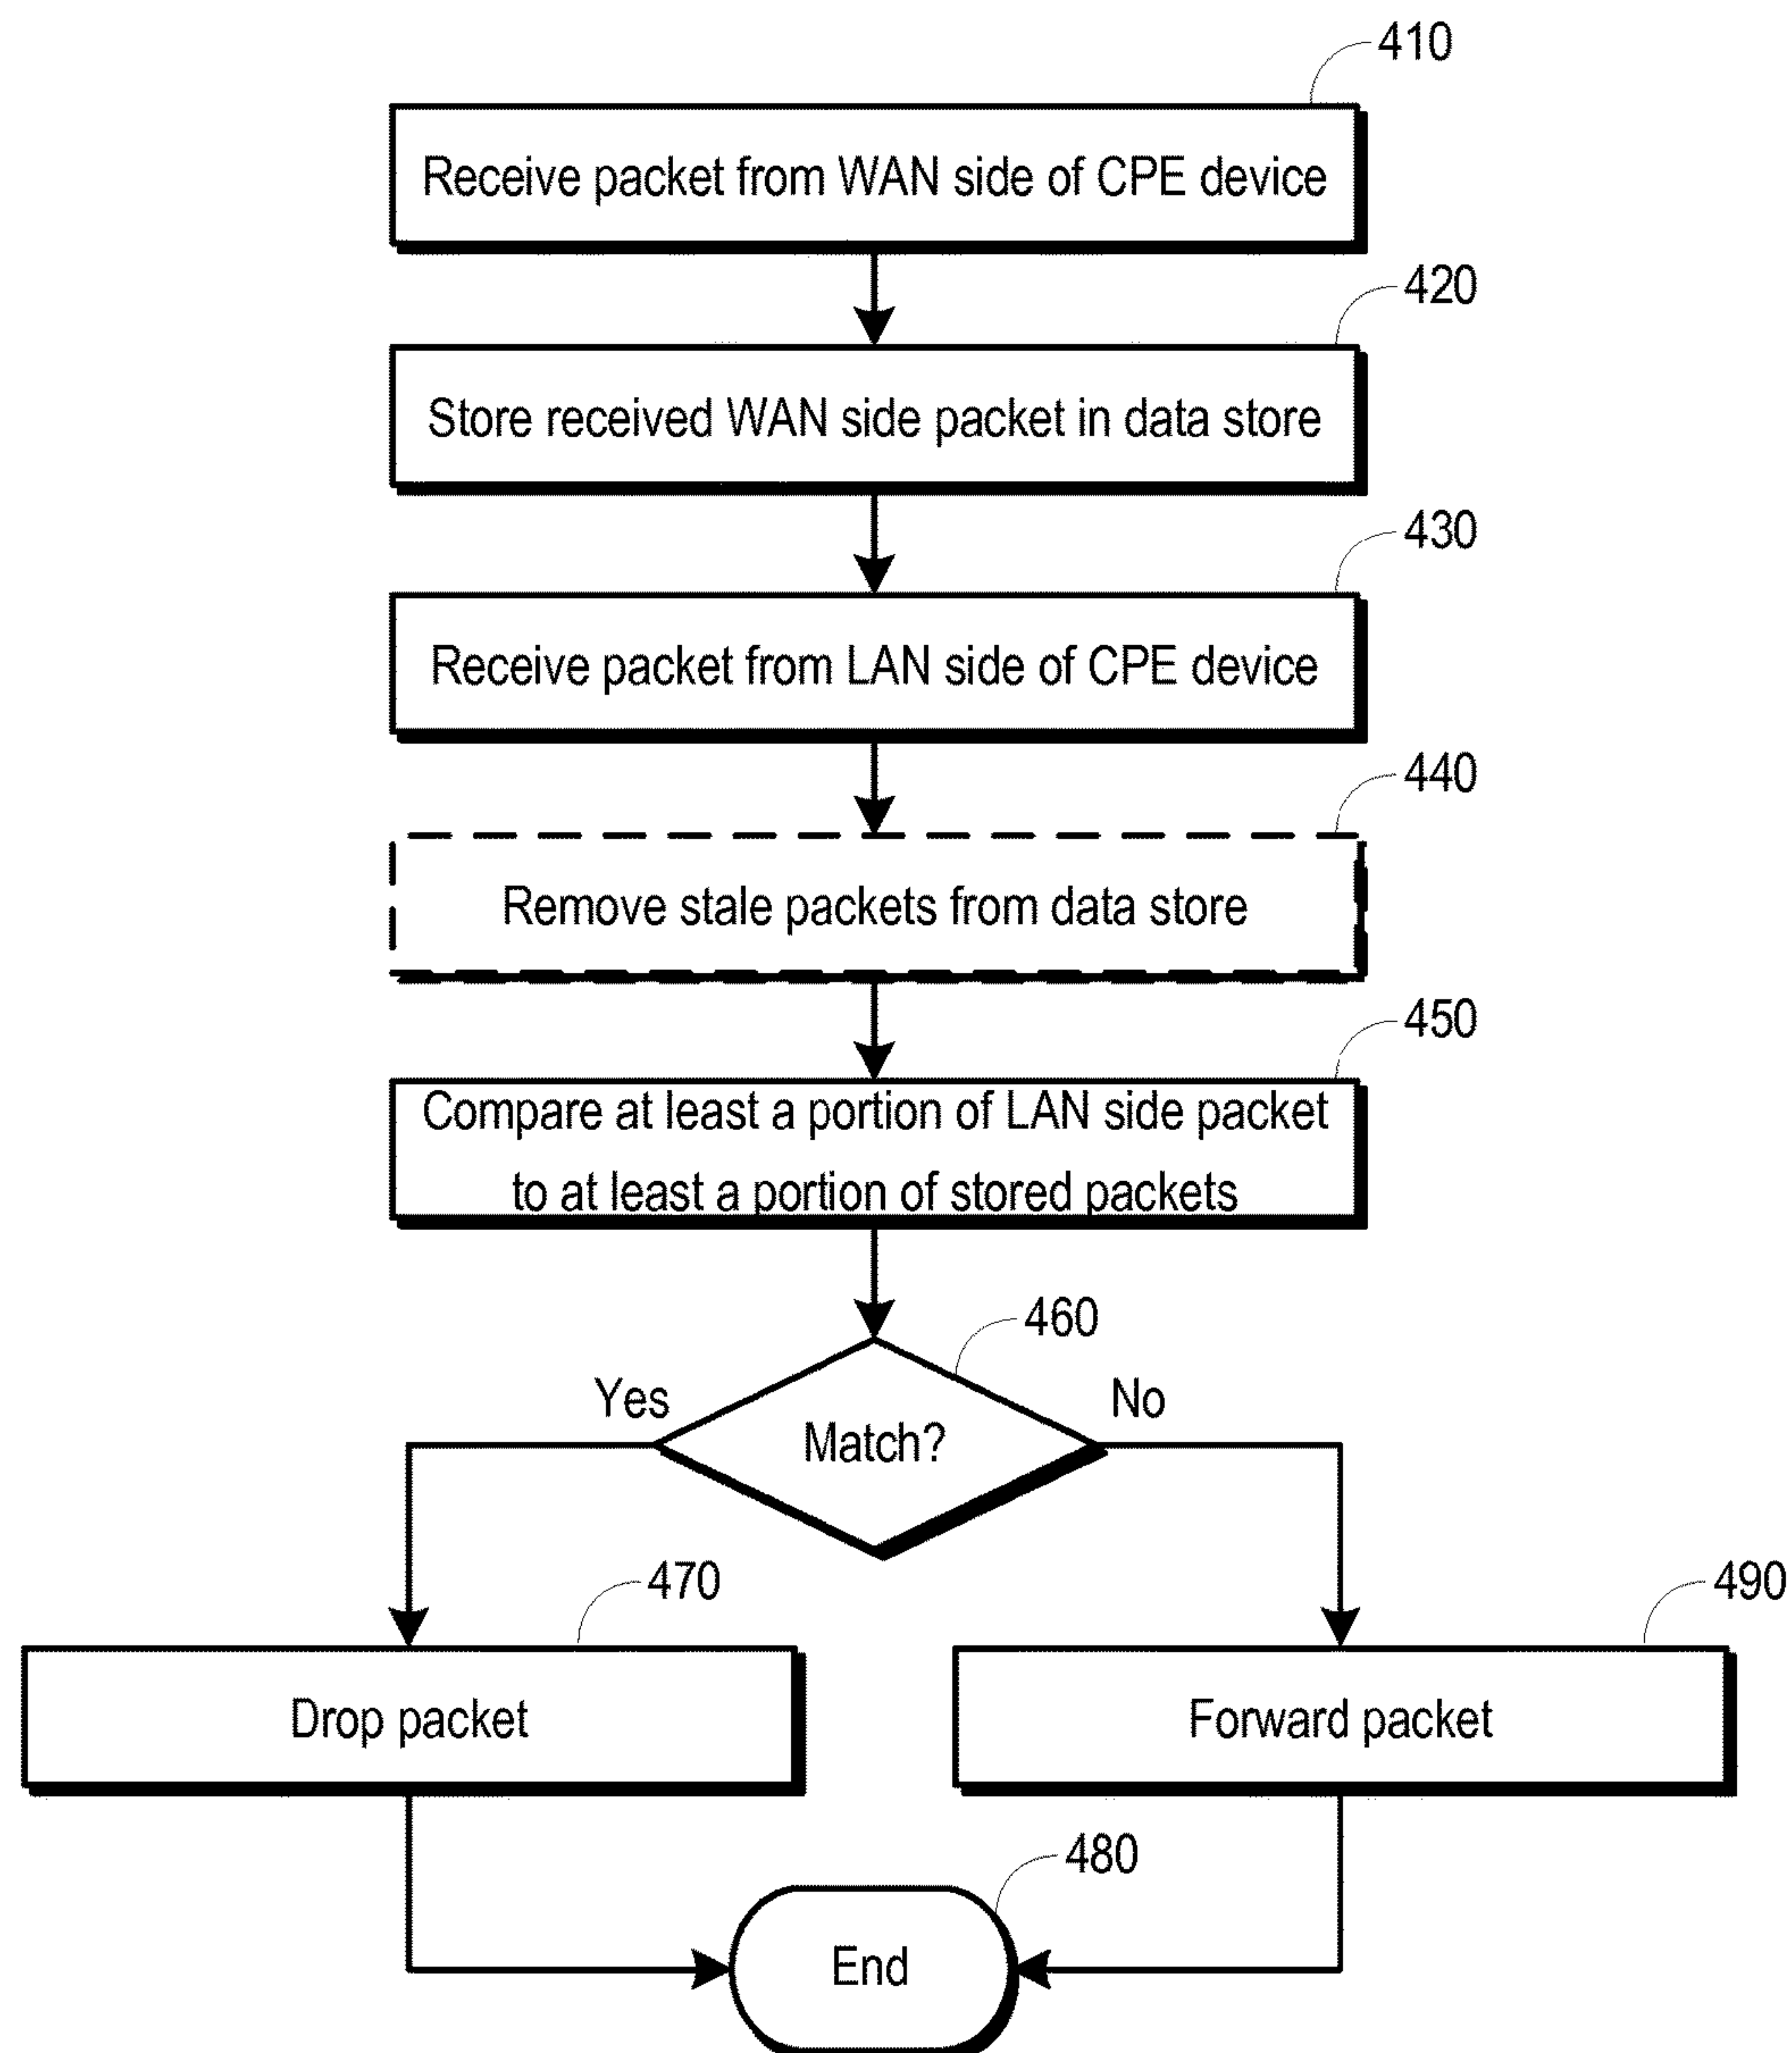 410
Receive packet from WAN side of CPE device
420
Store received WAN side packet in data store
430
Receive packet from LAN side of CPE device
440
Remove stale packets from data store
450
Compare at least a portion of LAN side packet
to at least a portion of stored packets
460
Yes
No
Match?
470
490
Drop packet
Forward packet
480
End